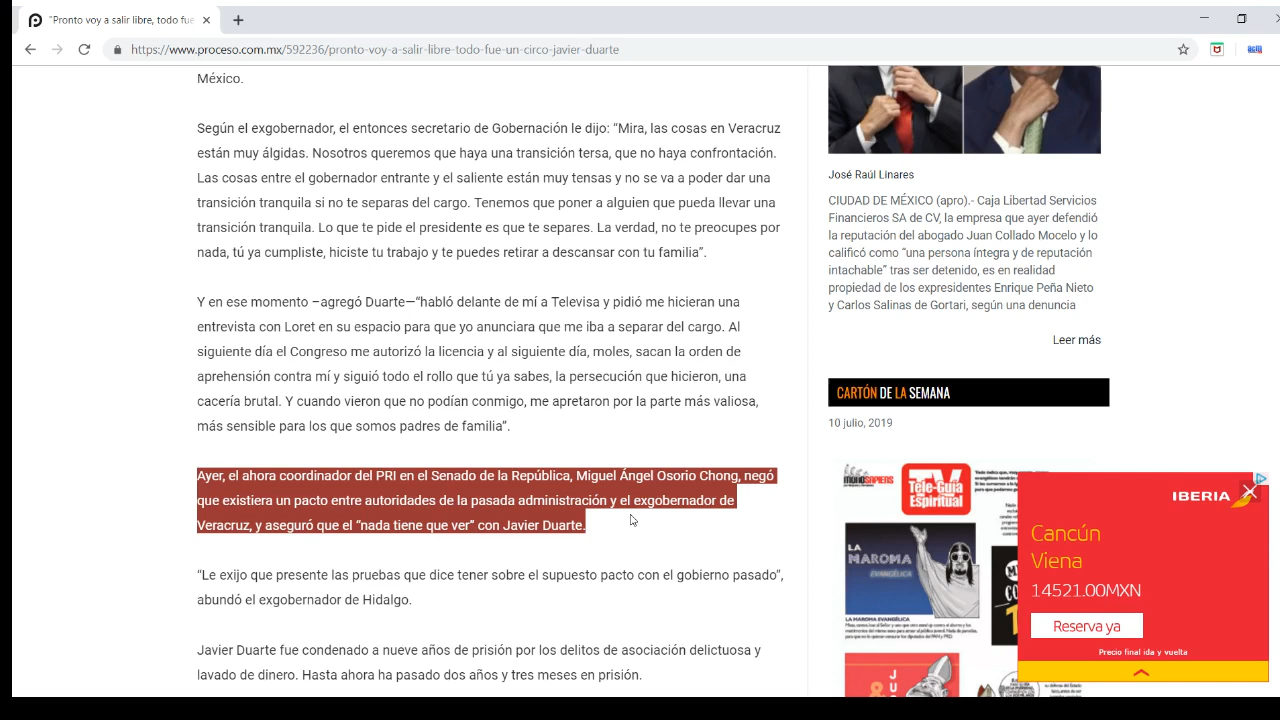 "Pronto voy a salir libre, todo fue
https://www.proceso.com.mx/592236/pronto-voy-a-salir-libre-todo-fue-un-circo-javier-duarte
México.
Según el exgobernador, el entonces secretario de Gobernación le dijo: “Mira, las cosas en Veracruz
están muy álgidas. Nosotros queremos que haya una transición tersa, que no haya confrontación.
Las cosas entre el gobernador entrante y el saliente están muy tensas y no se va a poder dar una
transición tranquila si no te separas del cargo. Tenemos que poner a alguien que pueda llevar una
transición tranquila. Lo que te pide el presidente es que te separes. La verdad, no te preocupes por
nada, tú ya cumpliste, hiciste tu trabajo y te puedes retirar a descansar con tu familia”.
Y en ese momento –agregó Duarte—“habló delante de mí a Televisa y pidió me hicieran una
entrevista con Loret en su espacio para que yo anunciara que me iba a separar del cargo. Al
siguiente día el Congreso me autorizó la licencia y al siguiente día, moles, sacan la orden de
aprehensión contra mí y siguió todo el rollo que tú ya sabes, la persecución que hicieron, una
jauría brutal. Y cuando vieron que no podían conmigo, me apretaron por la parte más valiosa,
más sensible para los que somos padres de familia”.
Ayer, el ahora coordinador del PRI en el Senado de la República, Miguel Ángel Osorio Chong, negó
que existiera un pacto entre autoridades de la pasada administración y el exgobernador de
Veracruz, y aseguró que el “nada tiene que ver” con Javier Duarte.
“Le exijo que presente las pruebas que dice tener sobre el supuesto pacto con el gobierno pasado”,
abundó el exgobernador de Hidalgo.
Javier Duarte fue condenado a nueve años de prisión por los delitos de asociación delictuosa y
lavado de dinero. Hasta ahora ha pasado dos años y tres meses en prisión.
José Raúl Linares
CIUDAD DE MÉXICO (apro).- Caja Libertad Servicios
Financieros SA de CV, la empresa que ayer defendió
la reputación del abogado Juan Collado Mocelo y lo
calificó como “una persona íntegra y de reputación
intachable” tras ser detenido, es en realidad
propiedad de los expresidentes Enrique Peña Nieto
y Carlos Salinas de Gortari, según una denuncia
Leer más
CARTÓN DE LA SEMANA
10 julio, 2019
MONOSAPIENS
TV
Tele-Guía
Espiritual
LA
MAROMA
EVANGÉLICA
LA MAROMA EVANGÉLICA
IBERIA
Cancún
Viena
14521.00MXN
Reserva ya
Precio final ida y vuelta